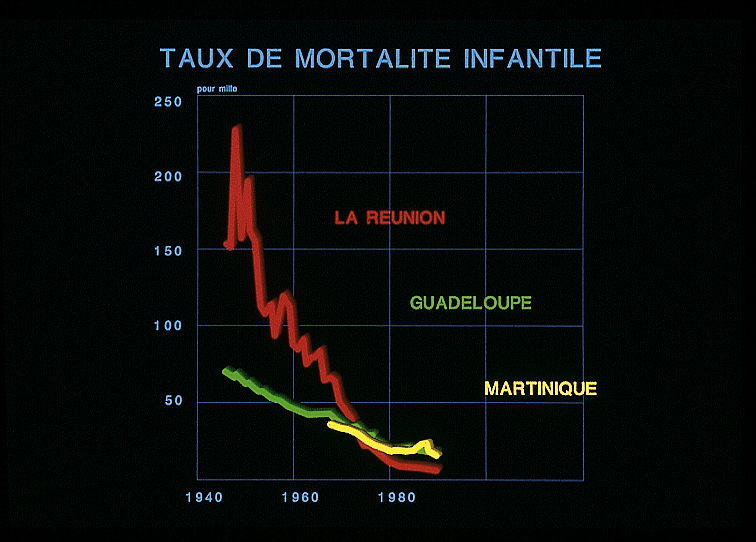 TAUX DE MORTALITE INFANTILE
pour mille
250
200
LA REUNION
150
GUADELOUPE
100
MARTINIQUE
50
1940 1960 1980